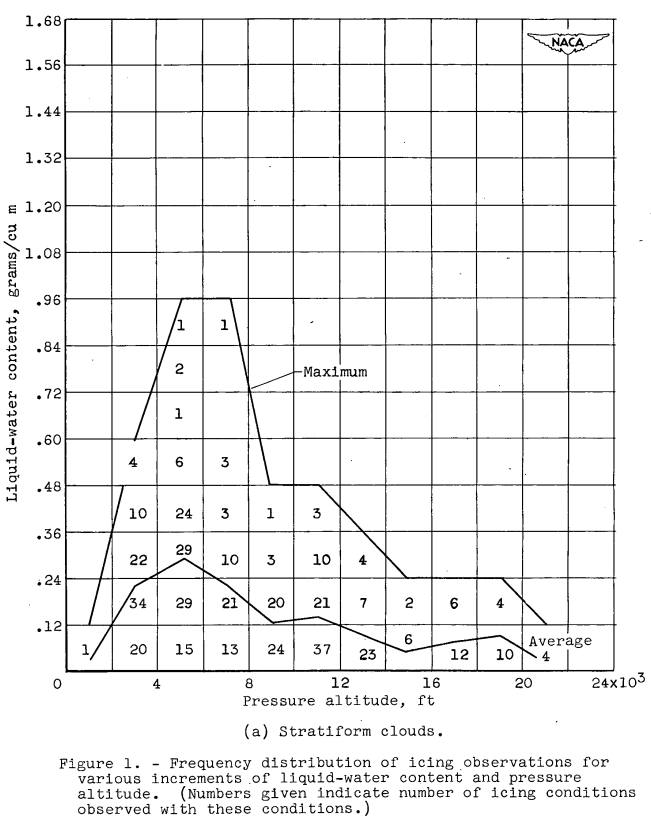 1.68
NACA
1.56
1.44
1.32
1.20
1.08
.96
1 1
.84
2
Maximum
.72
1
.60
4 6 3
.48
10 24 3 1 3
.36
29
22 10 3 10 4
.24
34 29 21 20 21 7 2 6 4
.12
6 Average
1 20 15 13 24 37 23 12 10 4
0 4 8 12 16 20 24x10³
Liquid-water content, grams/cu m
Pressure altitude, ft
(a) Stratiform clouds.
Figure 1. - Frequency distribution of icing observations for
various increments of liquid-water content and pressure
altitude. (Numbers given indicate number of icing conditions
observed with these conditions.)